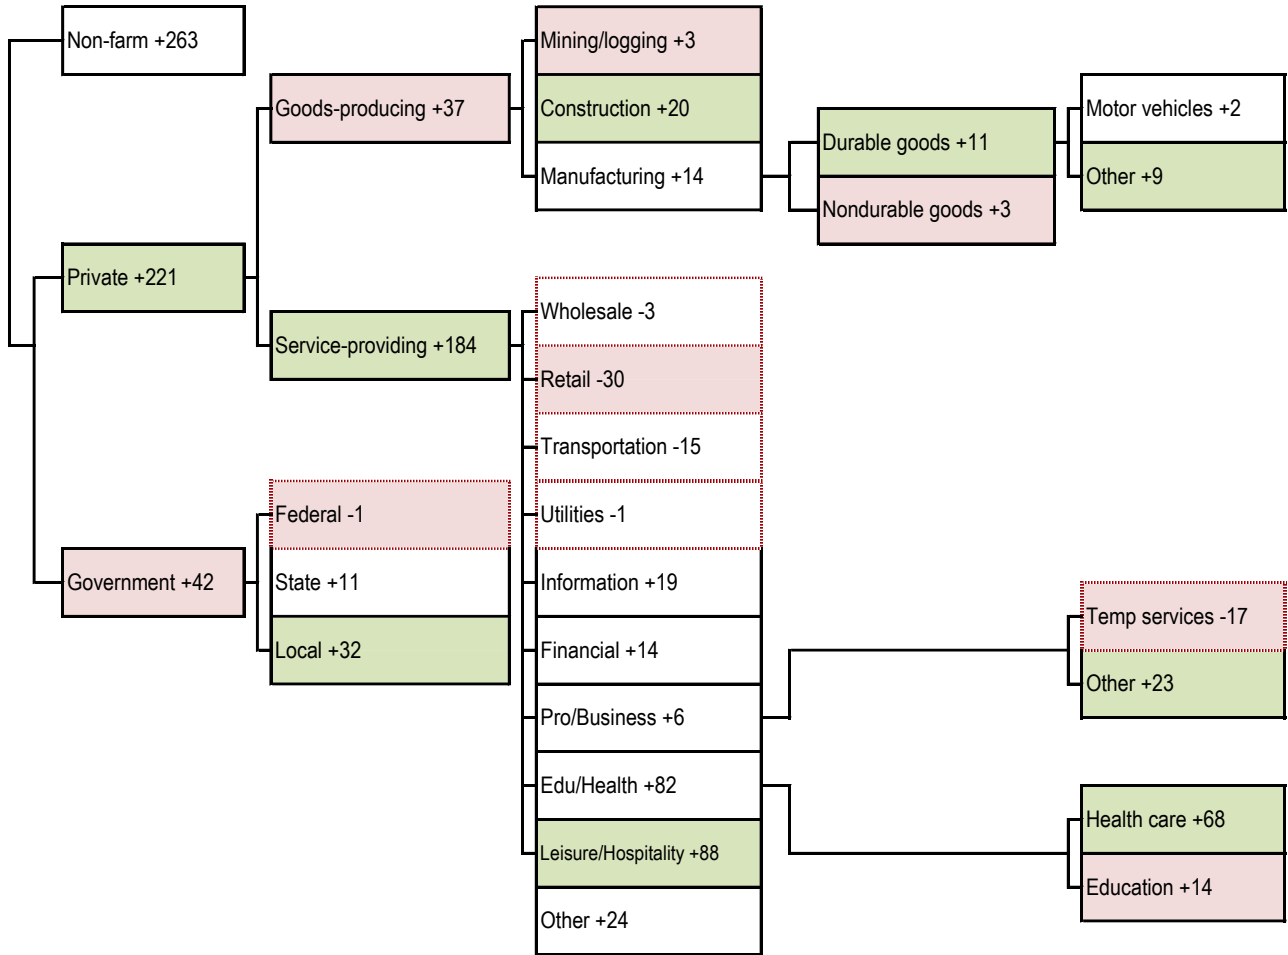 Non-farm +263
Private +221
Government +42
Goods-producing +37
Service-providing +184
Federal -1
State +11
Local +32
Mining/logging +3
Construction +20
Manufacturing +14
Wholesale -3
Retail -30
Transportation -15
Utilities -1
Information +19
Financial +14
Pro/Business +6
Edu/Health +82
Leisure/Hospitality +88
Other +24
Durable goods +11
Nondurable goods +3
Motor vehicles +2
Other +9
Temp services -17
Other +23
Health care +68
Education +14